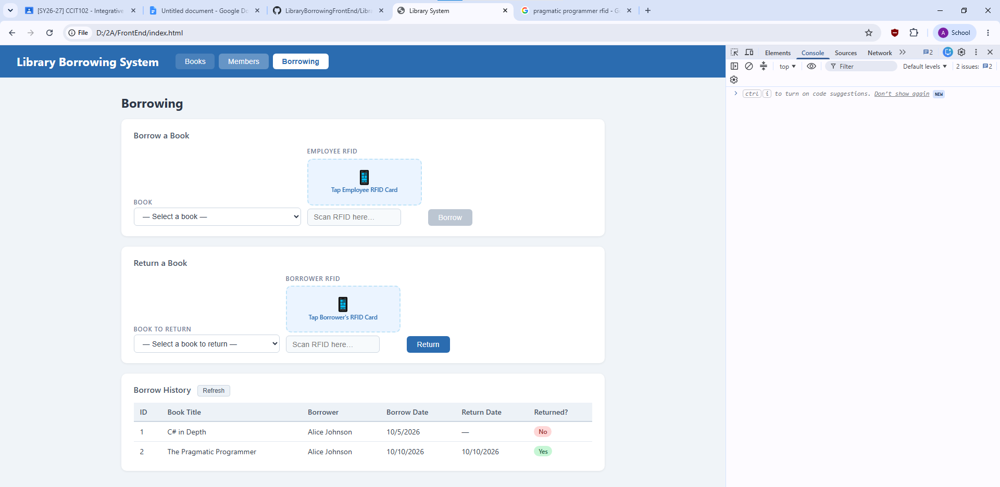 [SY26-27] CCIT102 - Integrative
Untitled document - Google Do
LibraryBorrowingFrontEnd/Libra
Library System
pragmatic programmer rfid - G
File
D:/2A/FrontEnd/index.html
A
School
Library Borrowing System
Books
Members
Borrowing
Borrowing
Borrow a Book
EMPLOYEE RFID
Tap Employee RFID Card
BOOK
— Select a book —
Scan RFID here...
Borrow
Return a Book
BORROWER RFID
Tap Borrower's RFID Card
BOOK TO RETURN
— Select a book to return —
Scan RFID here...
Return
Borrow History
Refresh
ID Book Title Borrower Borrow Date Return Date Returned?
1 C# in Depth Alice Johnson 10/5/2026 — No
2 The Pragmatic Programmer Alice Johnson 10/10/2026 10/10/2026 Yes
Elements Console Sources Network 2
top Filter Default levels 2 issues: 2
ctrl i to turn on code suggestions. Don't show again NEW